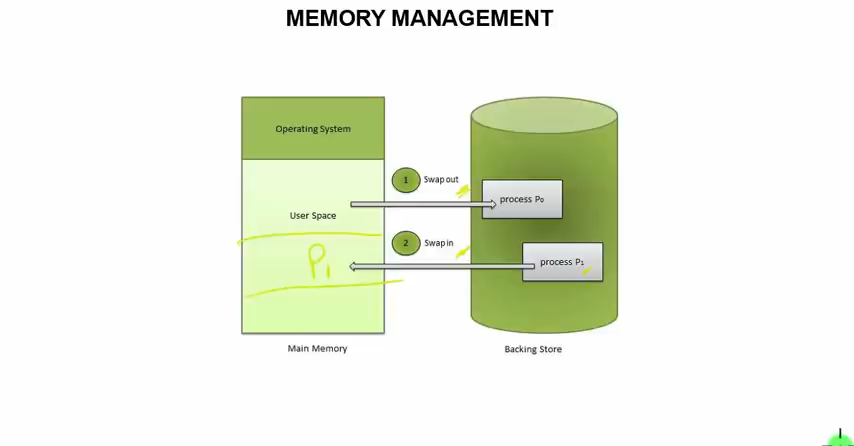 MEMORY MANAGEMENT
Operating System
1 Swap out
process P₀
User Space
2 Swap in
P₁
process P₁
Main Memory
Backing Store